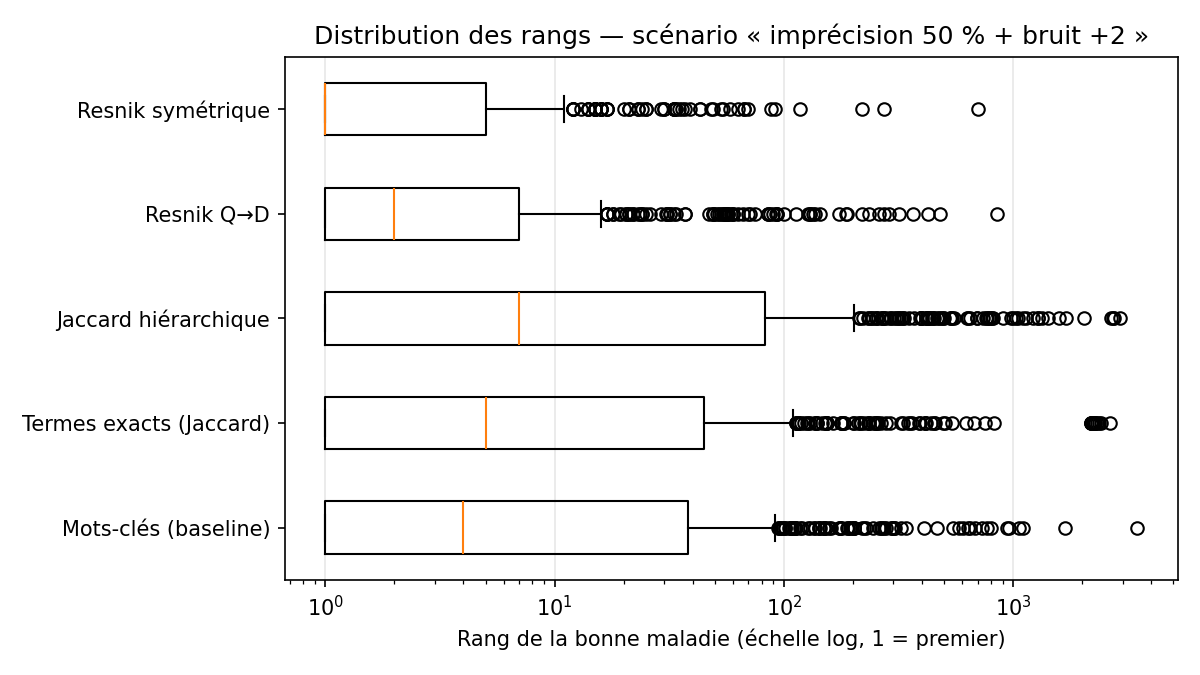 Distribution des rangs — scénario « imprécision 50 % + bruit +2 »
Resnik symétrique
Resnik Q→D
Jaccard hiérarchique
Termes exacts (Jaccard)
Mots-clés (baseline)
10⁰ 10¹ 10² 10³
Rang de la bonne maladie (échelle log, 1 = premier)